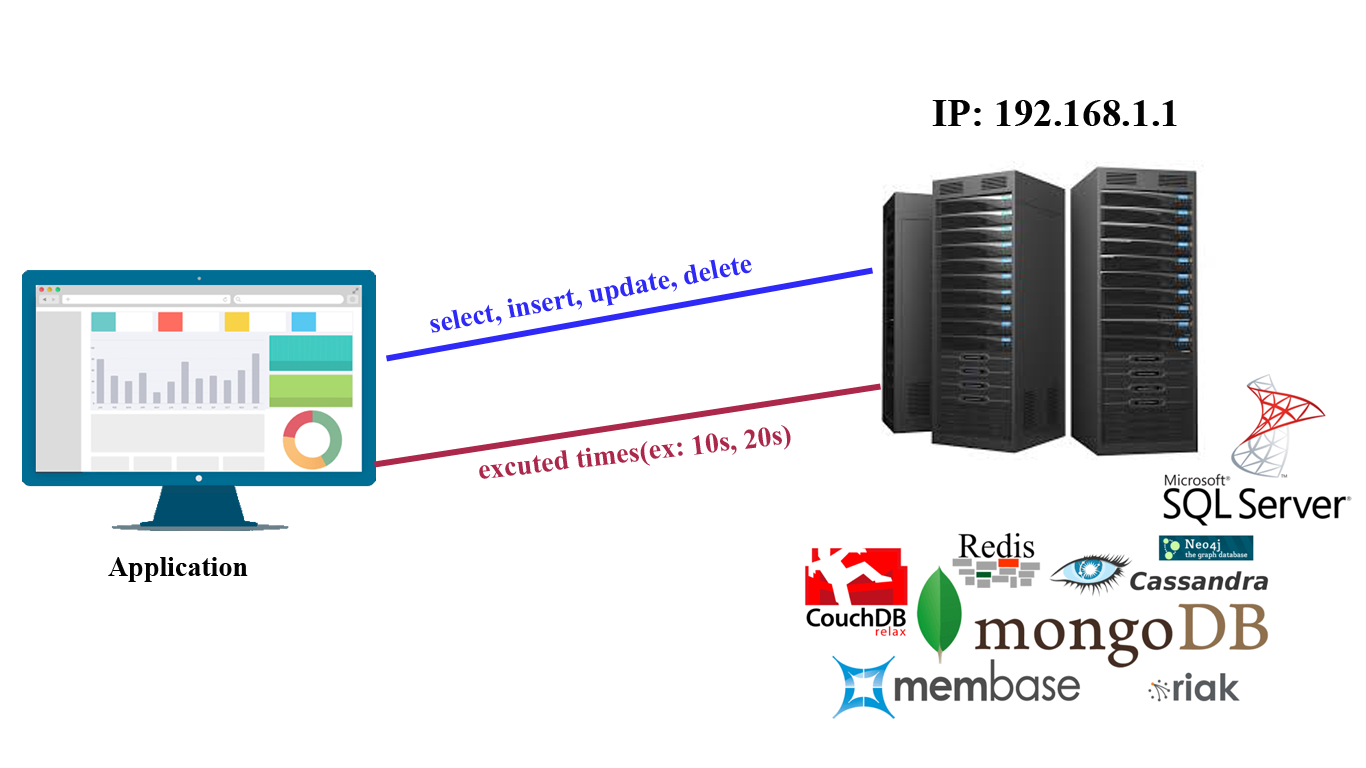 IP: 192.168.1.1
select, insert, update, delete
excuted times(ex: 10s, 20s)
Application
Microsoft®
SQL Server®
Neo4j
the graph database
Redis
Cassandra
CouchDB
relax
mongoDB
membase
riak